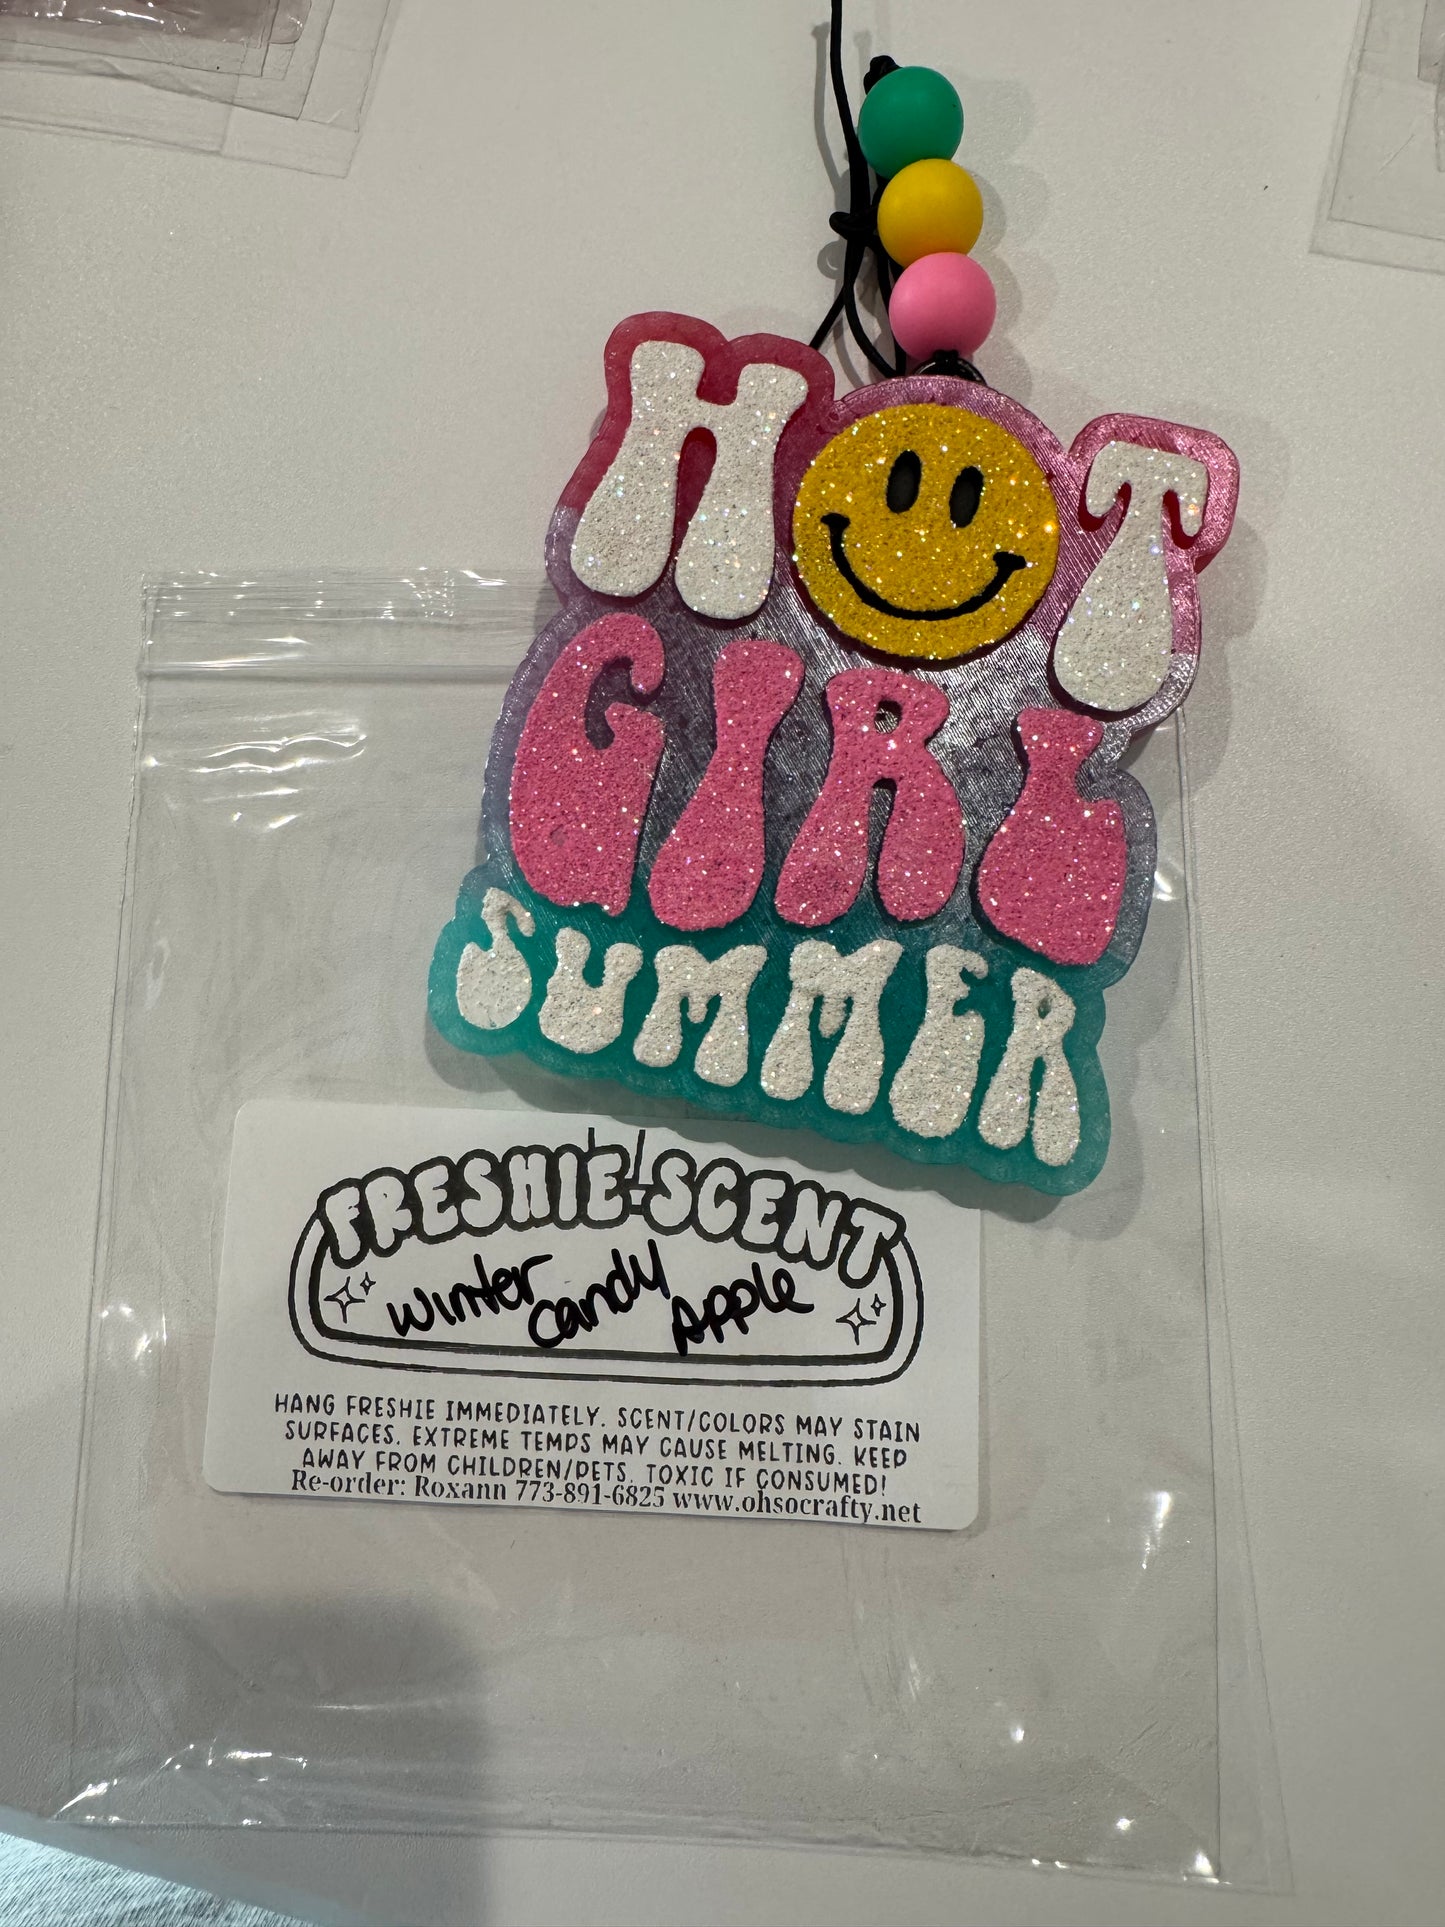 HOT
GIRL
SUMMER
FRESHIE SCENT
Winter Candy Apple
HANG FRESHIE IMMEDIATELY. SCENT/COLORS MAY STAIN
SURFACES. EXTREME TEMPS MAY CAUSE MELTING. KEEP
AWAY FROM CHILDREN/PETS. TOXIC IF CONSUMED!
Re-order: Roxann 773-891-6825 www.ohsocrafty.net